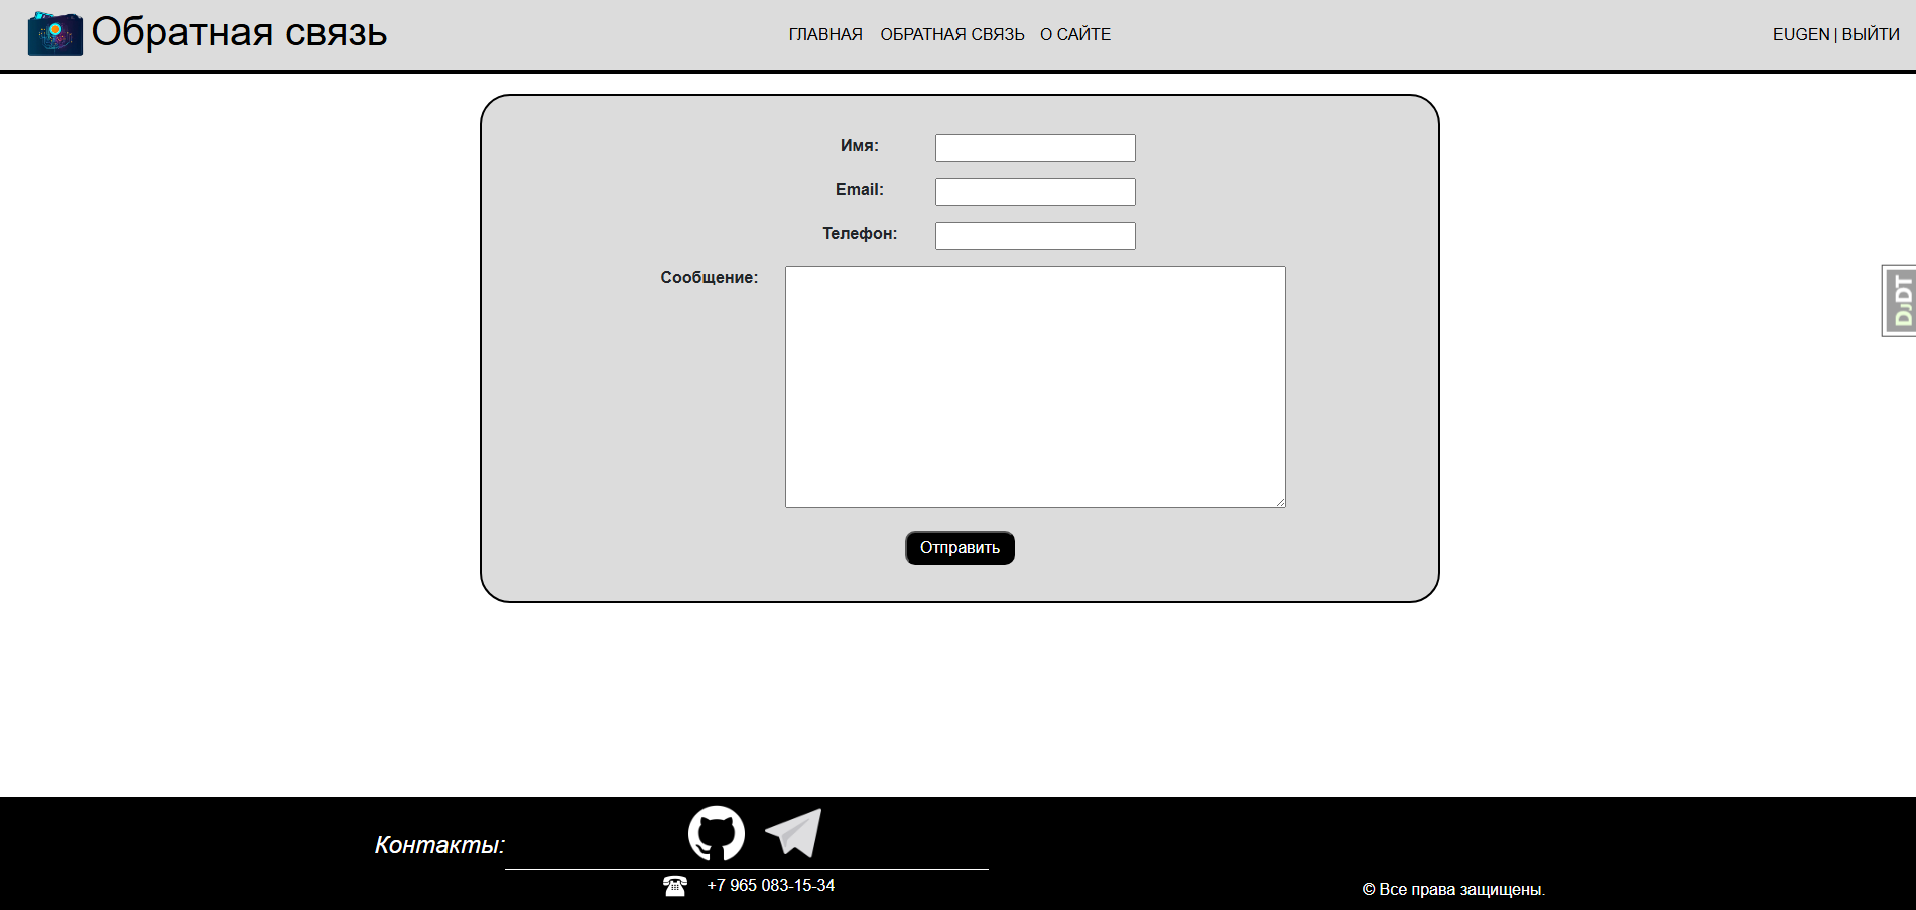 Обратная связь
ГЛАВНАЯ ОБРАТНАЯ СВЯЗЬ О САЙТЕ
EUGEN | ВЫЙТИ
Имя:
Email:
Телефон:
Сообщение:
Отправить
DJDT
Контакты:
+7 965 083-15-34
© Все права защищены.